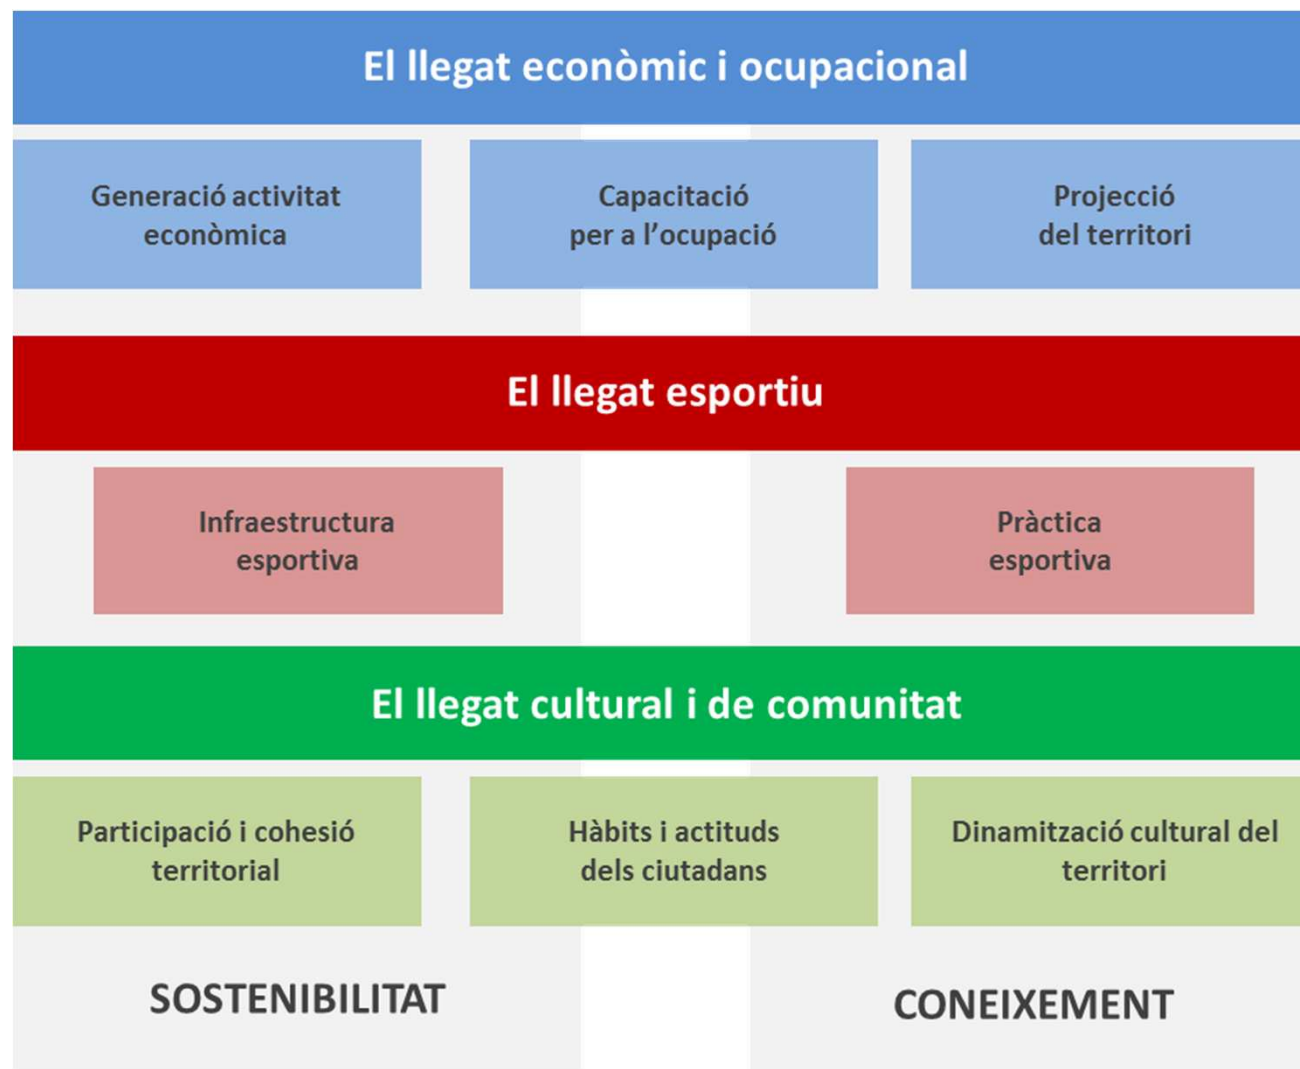 El llegat econòmic i ocupacional
Generació activitat
econòmica
Capacitació
per a l’ocupació
Projecció
del territori
El llegat esportiu
Infraestructura
esportiva
Pràctica
esportiva
El llegat cultural i de comunitat
Participació i cohesió
territorial
Hàbits i actituds
dels ciutadans
Dinamització cultural del
territori
SOSTENIBILITAT
CONEIXEMENT